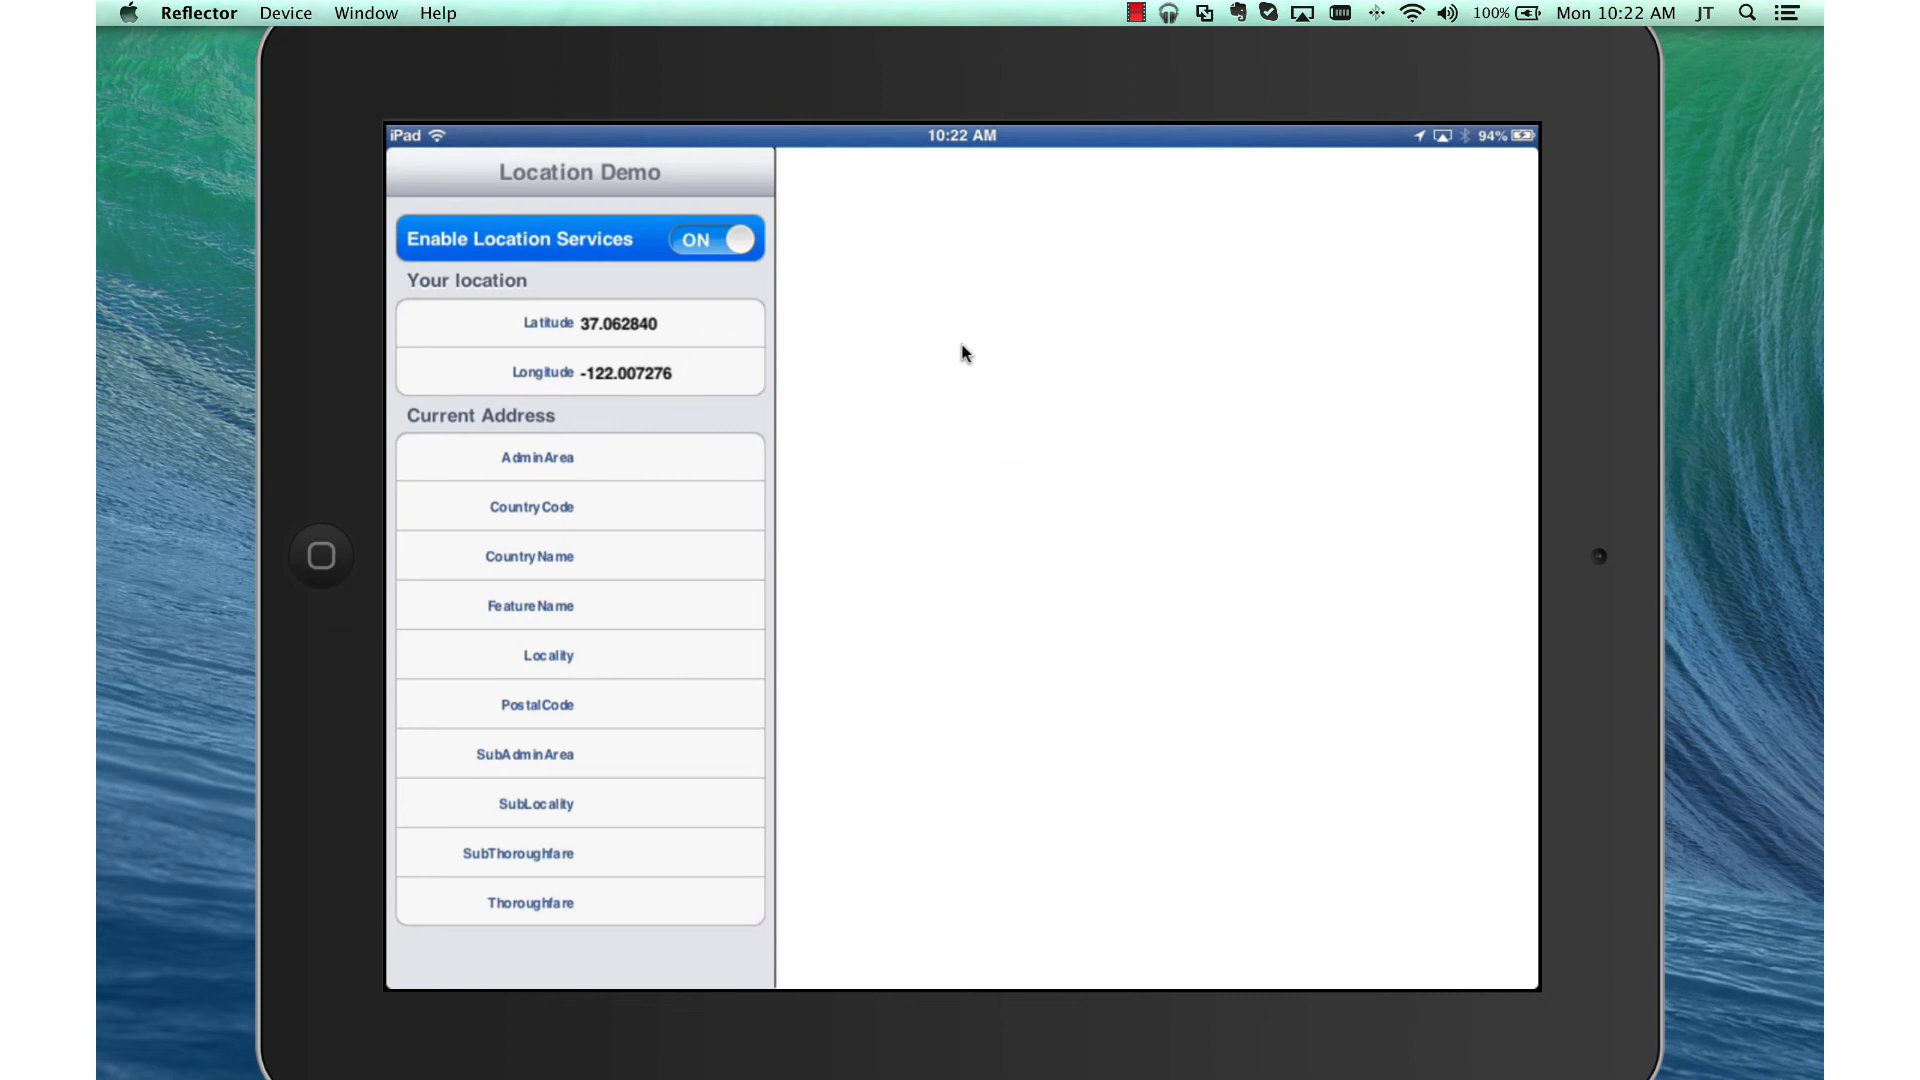 Reflector Device Window Help 100% Mon 10:22 AM JT
iPad 10:22 AM 94%
Location Demo
Enable Location Services ON
Your location
Latitude 37.062840
Longitude -122.007276
Current Address
AdminArea
CountryCode
CountryName
FeatureName
Locality
PostalCode
SubAdminArea
SubLocality
SubThoroughfare
Thoroughfare